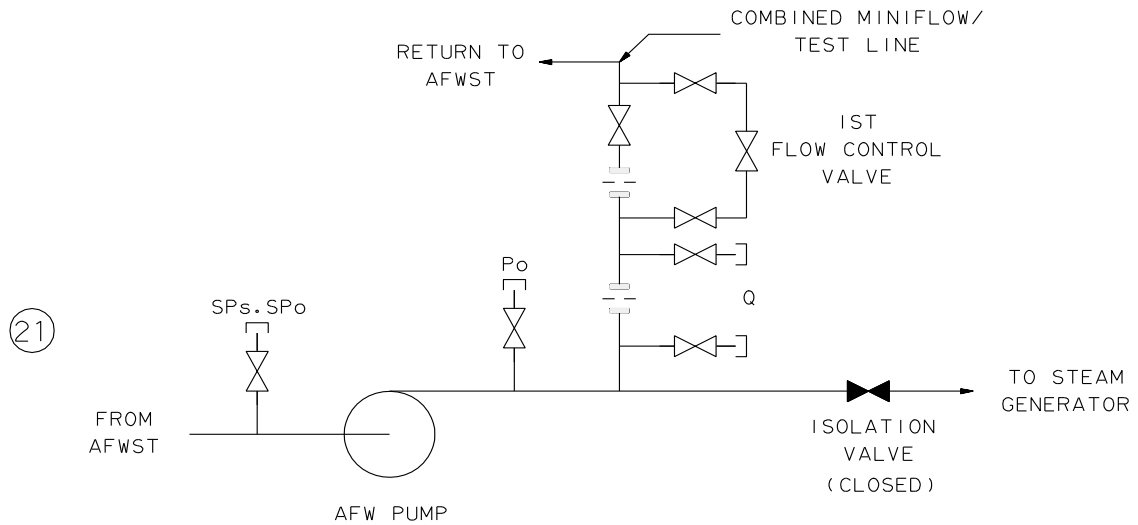 COMBINED MINIFLOW/
TEST LINE
RETURN TO
AFWST
IST
FLOW CONTROL
VALVE
Po
Q
SPs.SPo
21
FROM
AFWST
TO STEAM
GENERATOR
ISOLATION
VALVE
(CLOSED)
AFW PUMP